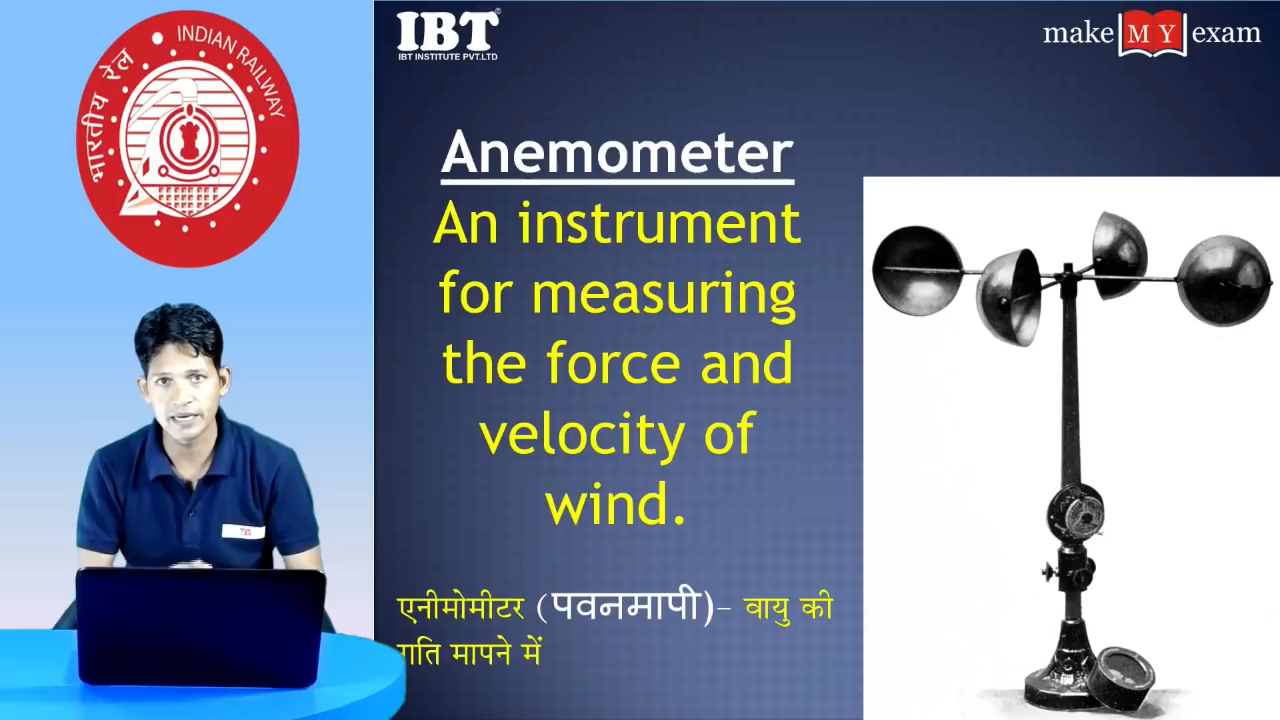 भारतीय रेल
INDIAN RAILWAY
IBT®
IBT INSTITUTE PVT.LTD
make MY exam
Anemometer
An instrument
for measuring
the force and
velocity of
wind.
एनीमोमीटर (पवनमापी)- वायु की
गति मापने में